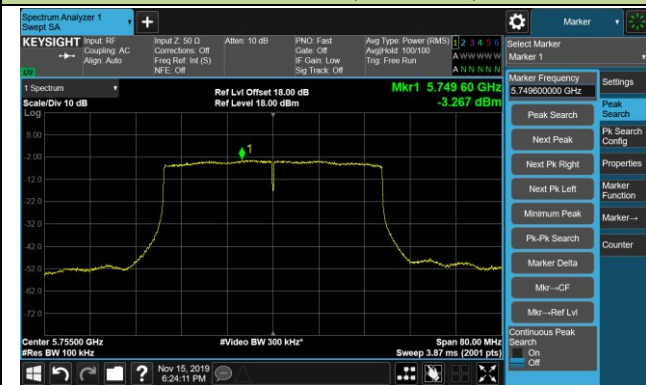 Spectrum Analyzer 1
Swept SA
Marker
KEYSIGHT
Input: RF
Coupling: AC
Align: Auto
Input Z: 50 Ω
Corrections: Off
Freq Ref: Int (S)
NFE: Off
Atten: 10 dB
PNO: Fast
Gate: Off
IF Gain: Low
Sig Track: Off
Avg Type: Power (RMS)
Avg|Hold: 100/100
Trig: Free Run
1 2 3 4 5 6
A W W W W W
A N N N N N
Select Marker
Marker 1
1 Spectrum
Scale/Div 10 dB
Log
Ref Lvl Offset 18.00 dB
Ref Level 18.00 dBm
Mkr1 5.749 60 GHz
-3.267 dBm
Marker Frequency
5.749600000 GHz
Settings
Peak Search
Next Peak
Next Pk Right
Next Pk Left
Minimum Peak
Pk-Pk Search
Marker Delta
Mkr→CF
Mkr→Ref Lvl
Continuous Peak
Search
On
Off
Peak
Search
Pk Search
Config
Properties
Marker
Function
Marker→
Counter
8.00
-2.00
-12.0
-22.0
-32.0
-42.0
-52.0
-62.0
-72.0
1
Center 5.75500 GHz
#Res BW 100 kHz
#Video BW 300 kHz*
Span 80.00 MHz
Sweep 3.87 ms (2001 pts)
Nov 15, 2019
6:24:11 PM